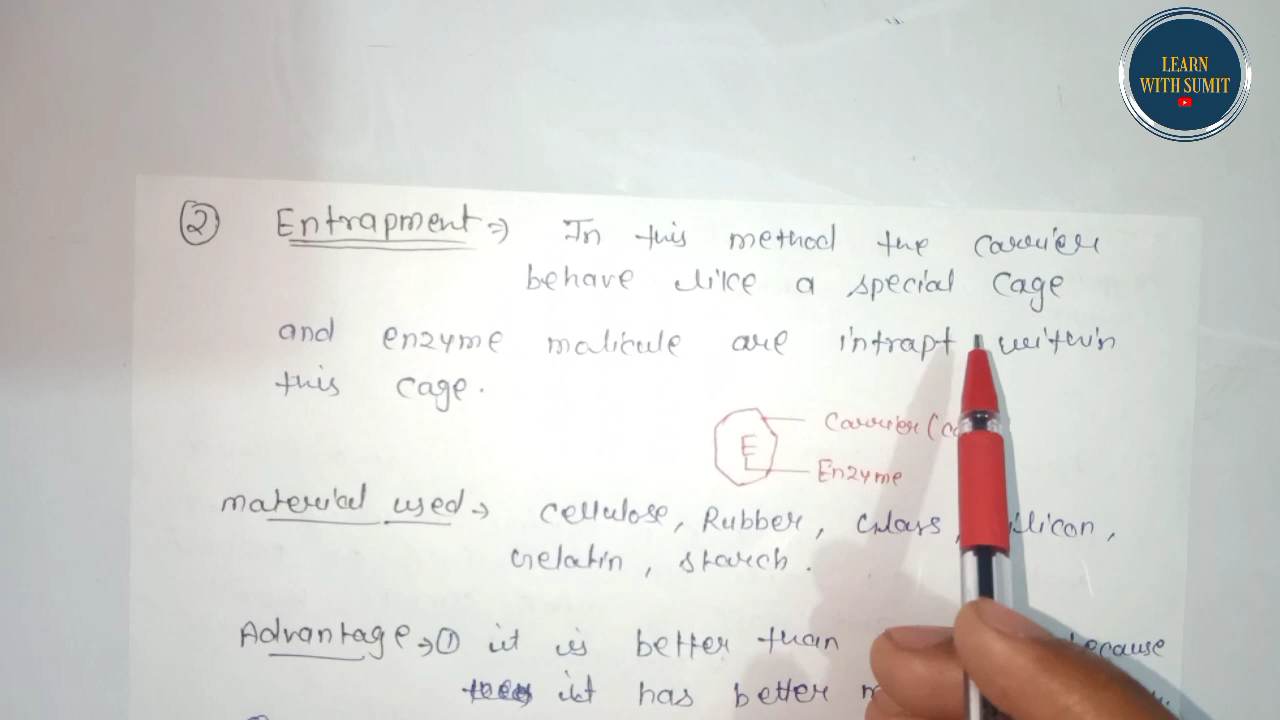 LEARN
WITH SUMIT
② Entrapment ⇒ In this method the carrier
behave like a special cage
and enzyme malicule are intrapt within
this cage.
Carrier (
E
Enzyme
material used → cellulose, Rubber, Glass, silicon,
Gelatin, starch.
Advantage → ① it is better than because
it has better